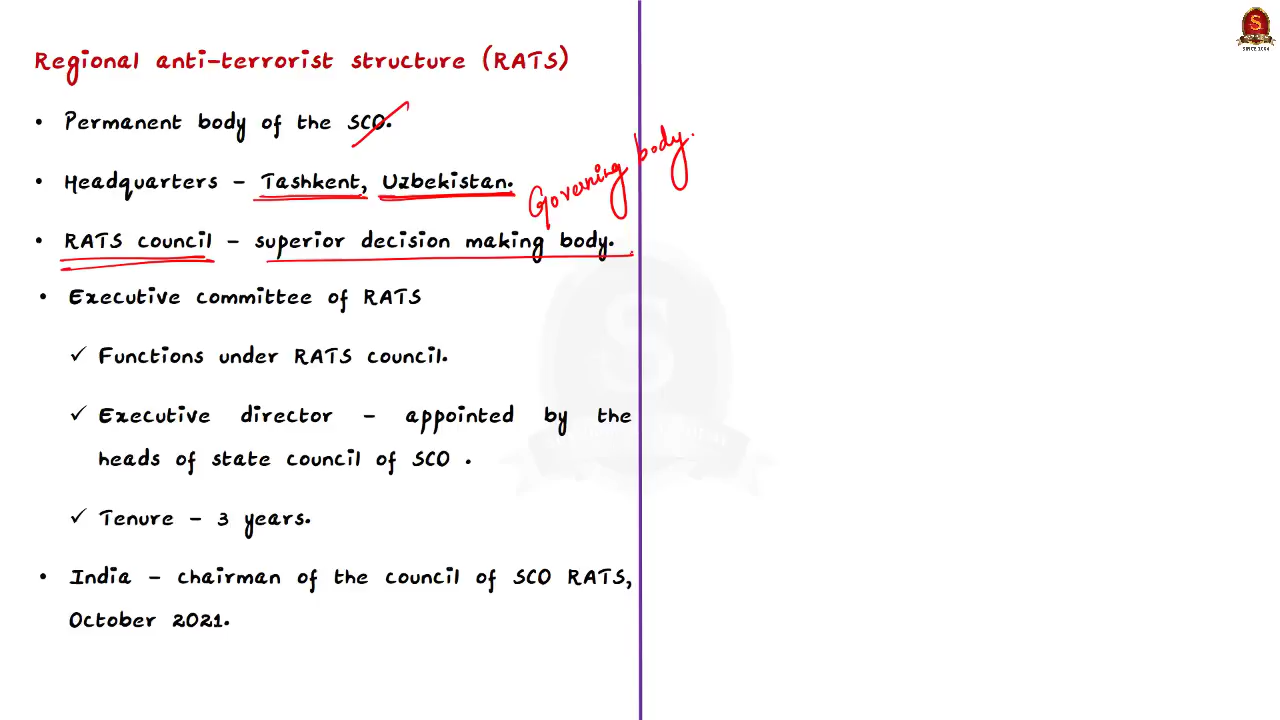 Regional anti-terrorist structure (RATS)
• Permanent body of the SCO.
• Headquarters – Tashkent, Uzbekistan.
Governing body.
• RATS council – superior decision making body.
• Executive committee of RATS
✓ Functions under RATS council.
✓ Executive director – appointed by the
heads of state council of SCO .
✓ Tenure – 3 years.
• India – chairman of the council of SCO RATS,
October 2021.
S
SINCE 2004